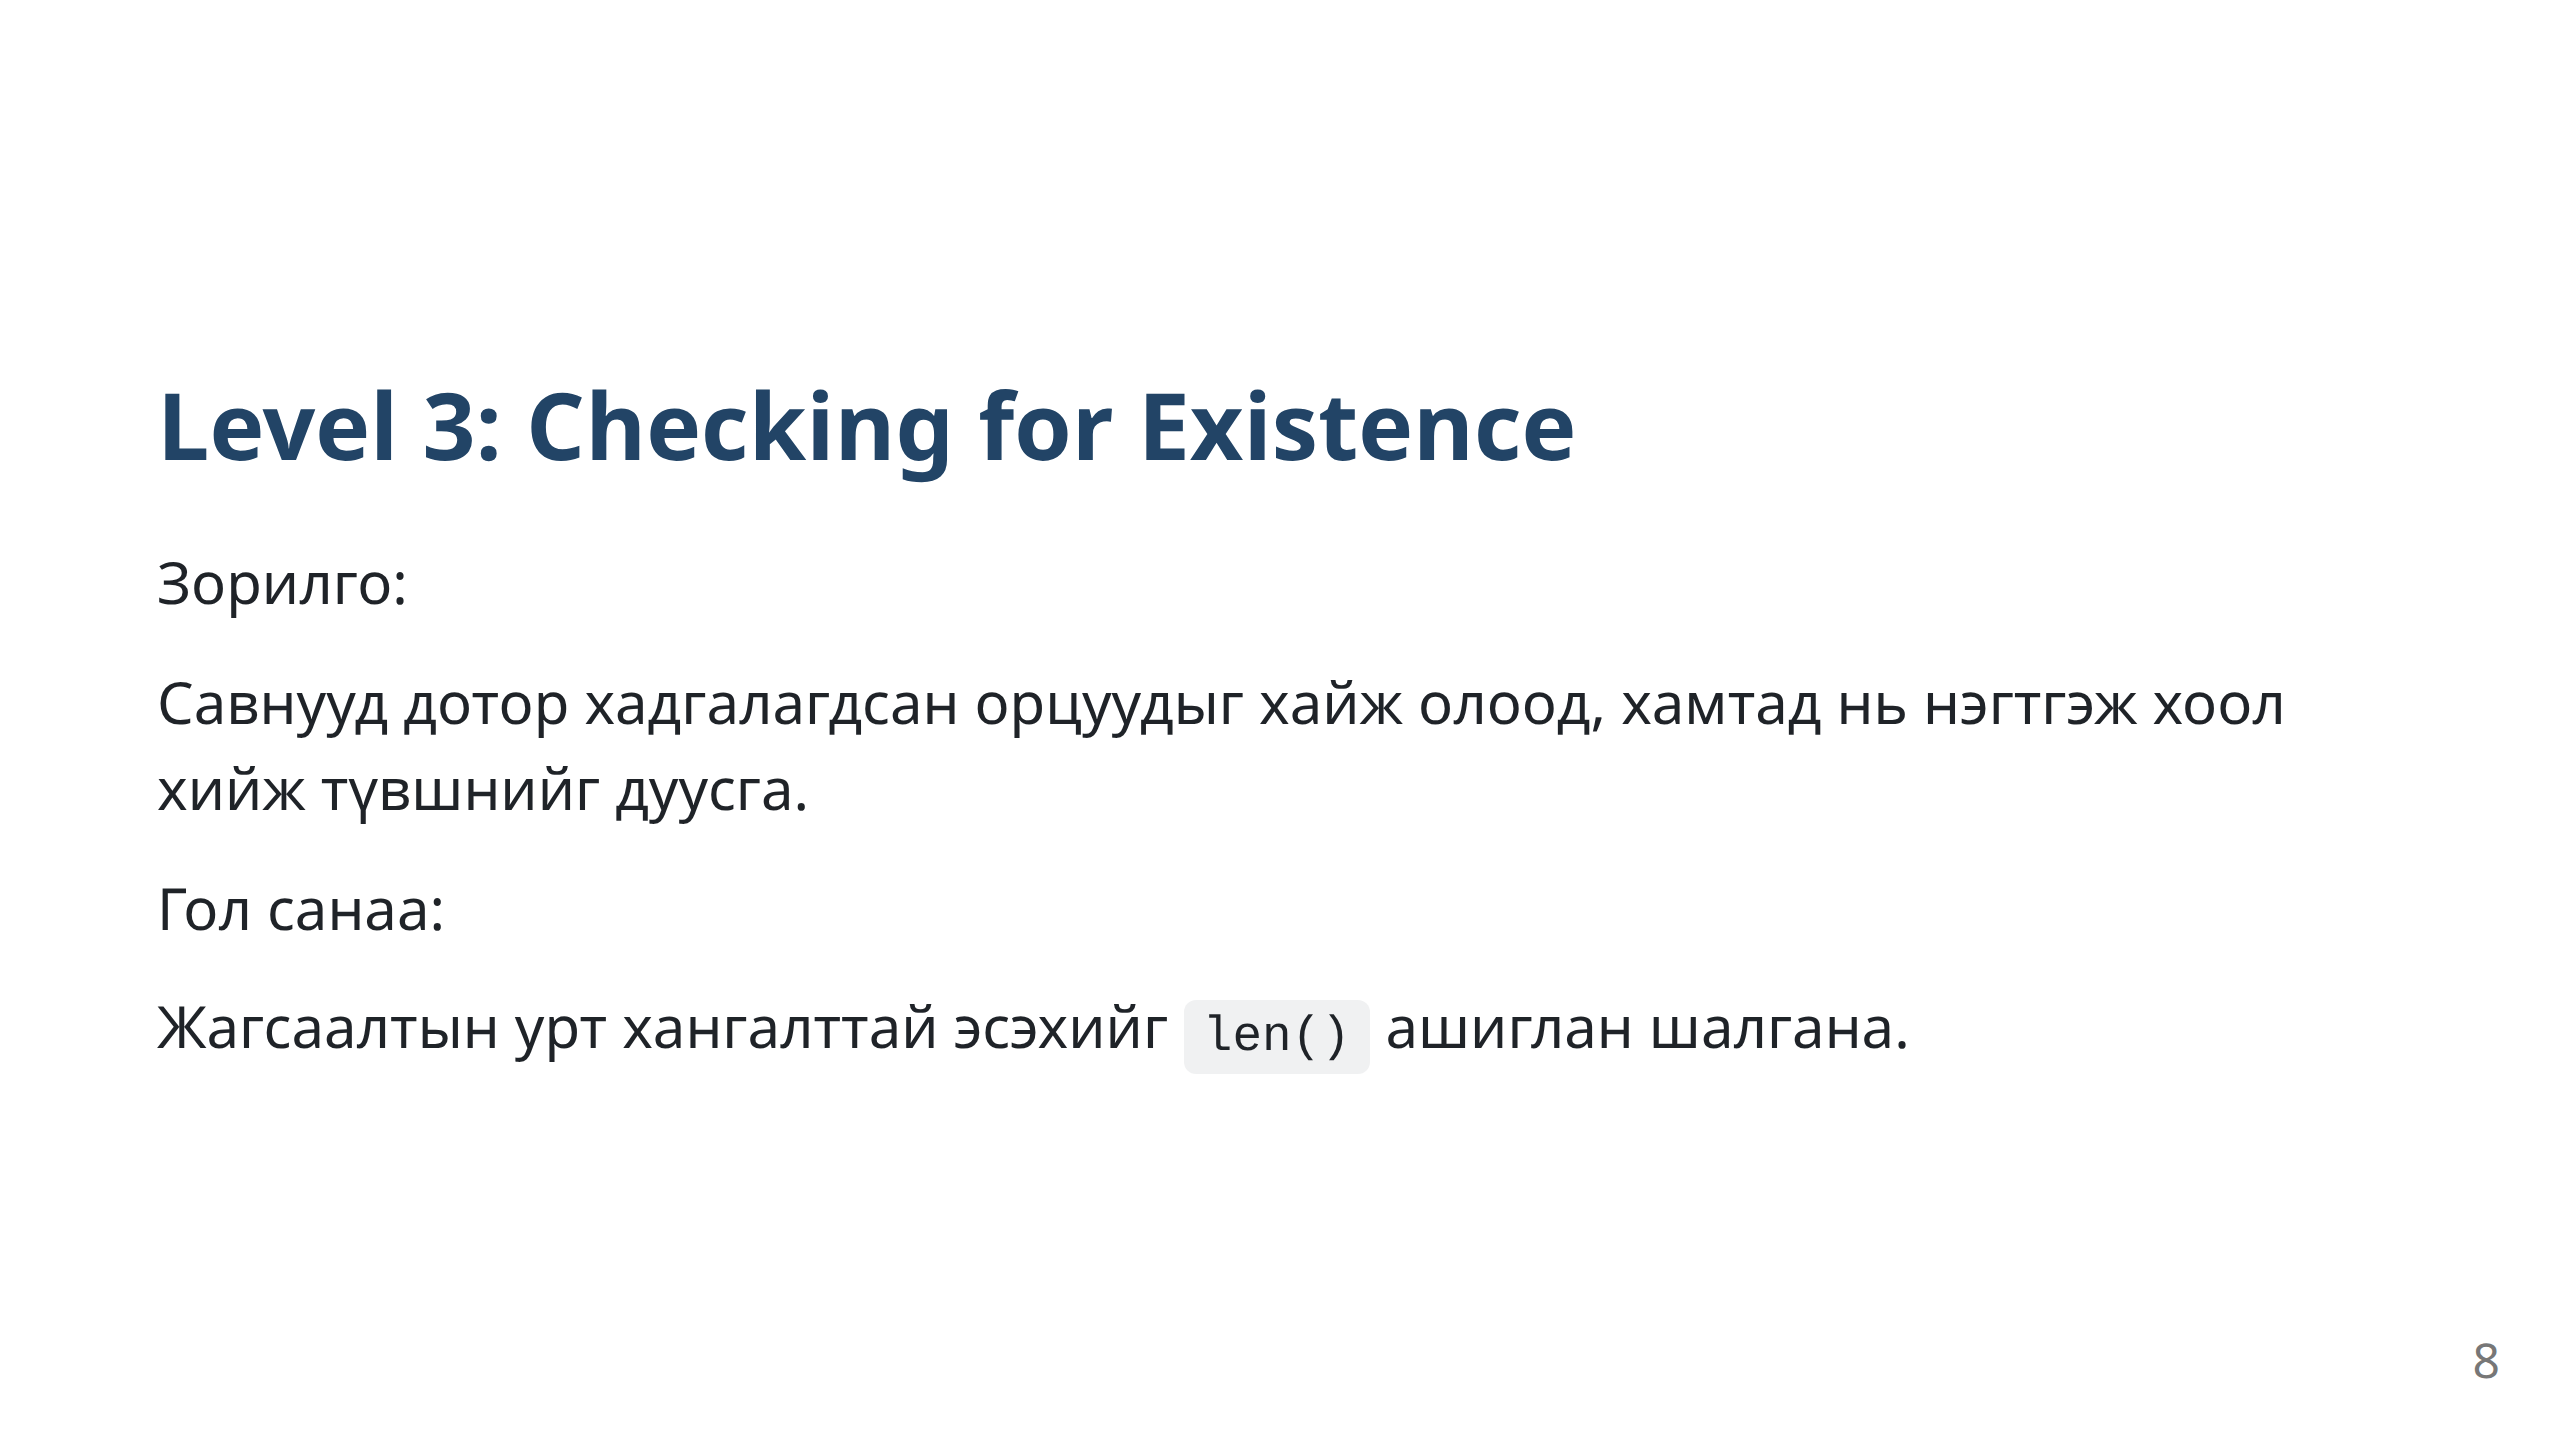 Level 3: Checking for Existence
Зорилго:
Савнууд дотор хадгалагдсан орцуудыг хайж олоод, хамтад нь нэгтгэж хоол
хийж түвшнийг дуусга.
Гол санаа:
Жагсаалтын урт хангалттай эсэхийг len() ашиглан шалгана.
8